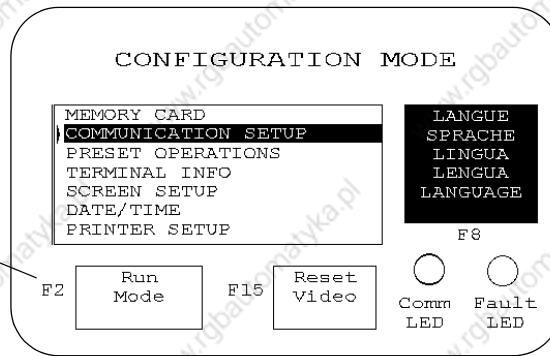 CONFIGURATION MODE
MEMORY CARD
COMMUNICATION SETUP
PRESET OPERATIONS
TERMINAL INFO
SCREEN SETUP
DATE/TIME
PRINTER SETUP
LANGUE
SPRACHE
LINGUA
LENGUA
LANGUAGE
F8
F2
Run
Mode
F15
Reset
Video
Comm
LED
Fault
LED